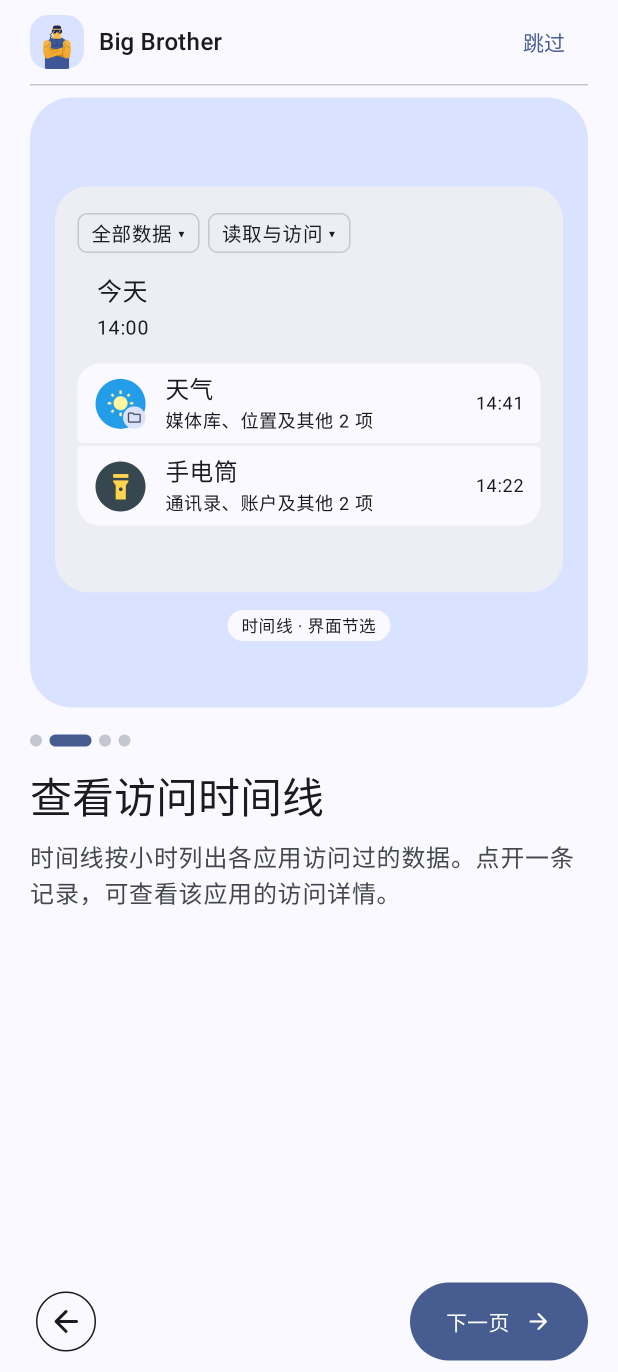 Big Brother
跳过
全部数据 ▾
读取与访问 ▾
今天
14:00
天气
14:41
媒体库、位置及其他 2 项
手电筒
14:22
通讯录、账户及其他 2 项
时间线 · 界面节选
查看访问时间线
时间线按小时列出各应用访问过的数据。点开一条
记录，可查看该应用的访问详情。
下一页